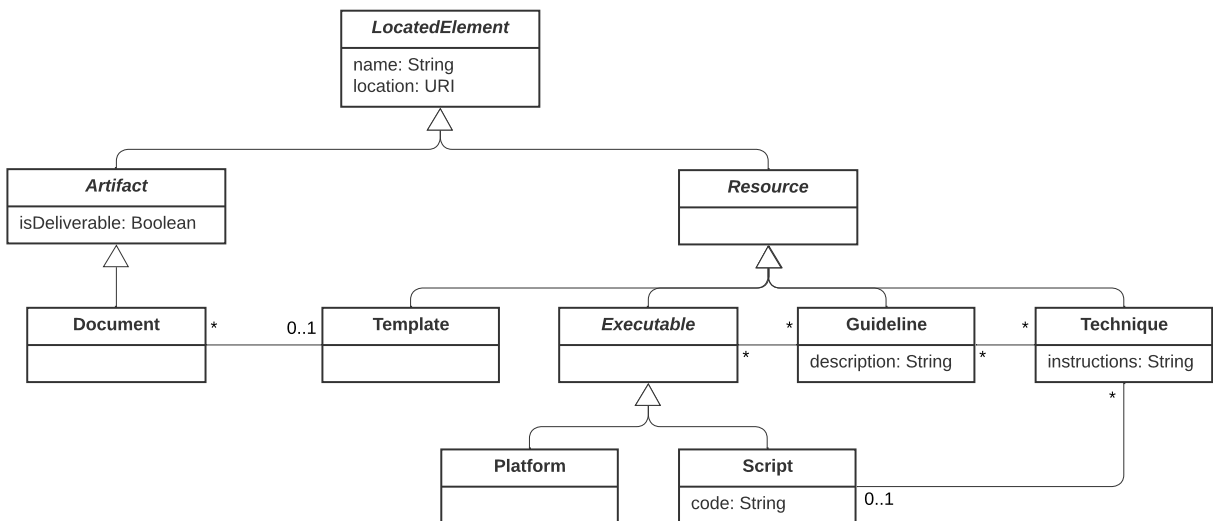 LocatedElement
name: String
location: URI
Artifact
isDeliverable: Boolean
Resource
Document
* 0..1
Template
Executable
* *
Guideline
description: String
* *
Technique
instructions: String
*
Platform
Script
code: String
0..1